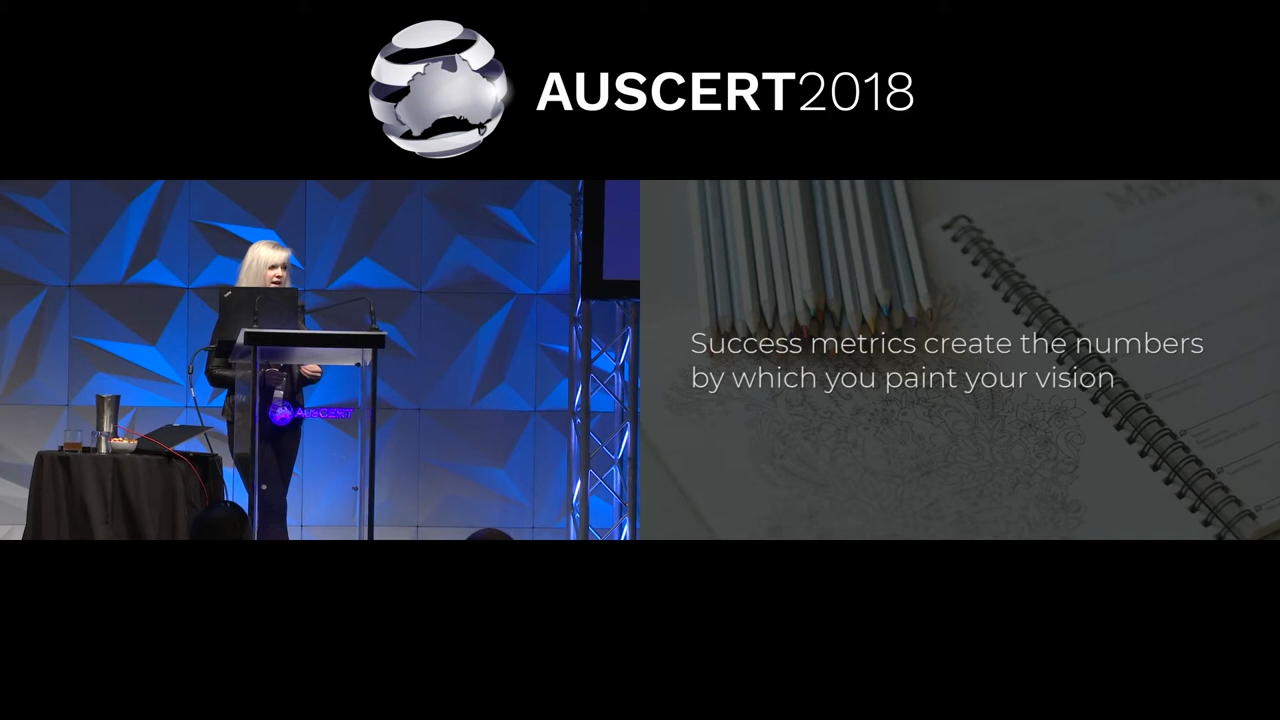 AUSCERT2018
Success metrics create the numbers
by which you paint your vision
AUSCERT